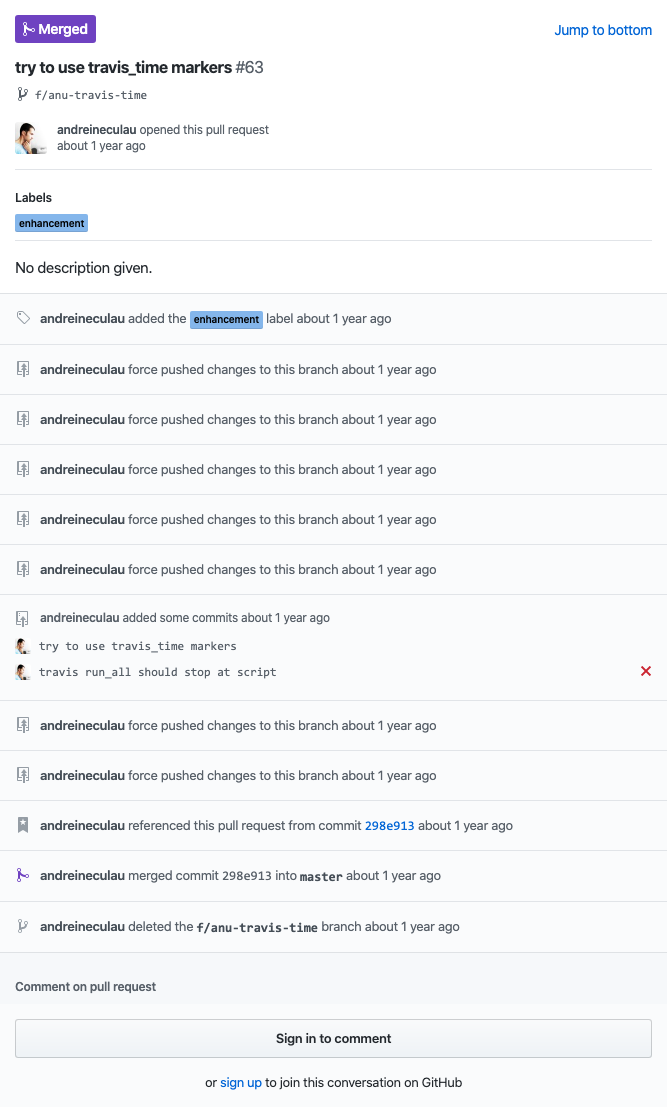 Merged
Jump to bottom
try to use travis_time markers #63
f/anu-travis-time
andreineculau opened this pull request
about 1 year ago
Labels
enhancement
No description given.
andreineculau added the enhancement label about 1 year ago
andreineculau force pushed changes to this branch about 1 year ago
andreineculau force pushed changes to this branch about 1 year ago
andreineculau force pushed changes to this branch about 1 year ago
andreineculau force pushed changes to this branch about 1 year ago
andreineculau force pushed changes to this branch about 1 year ago
andreineculau added some commits about 1 year ago
try to use travis_time markers
travis run_all should stop at script
andreineculau force pushed changes to this branch about 1 year ago
andreineculau force pushed changes to this branch about 1 year ago
andreineculau referenced this pull request from commit 298e913 about 1 year ago
andreineculau merged commit 298e913 into master about 1 year ago
andreineculau deleted the f/anu-travis-time branch about 1 year ago
Comment on pull request
Sign in to comment
or sign up to join this conversation on GitHub